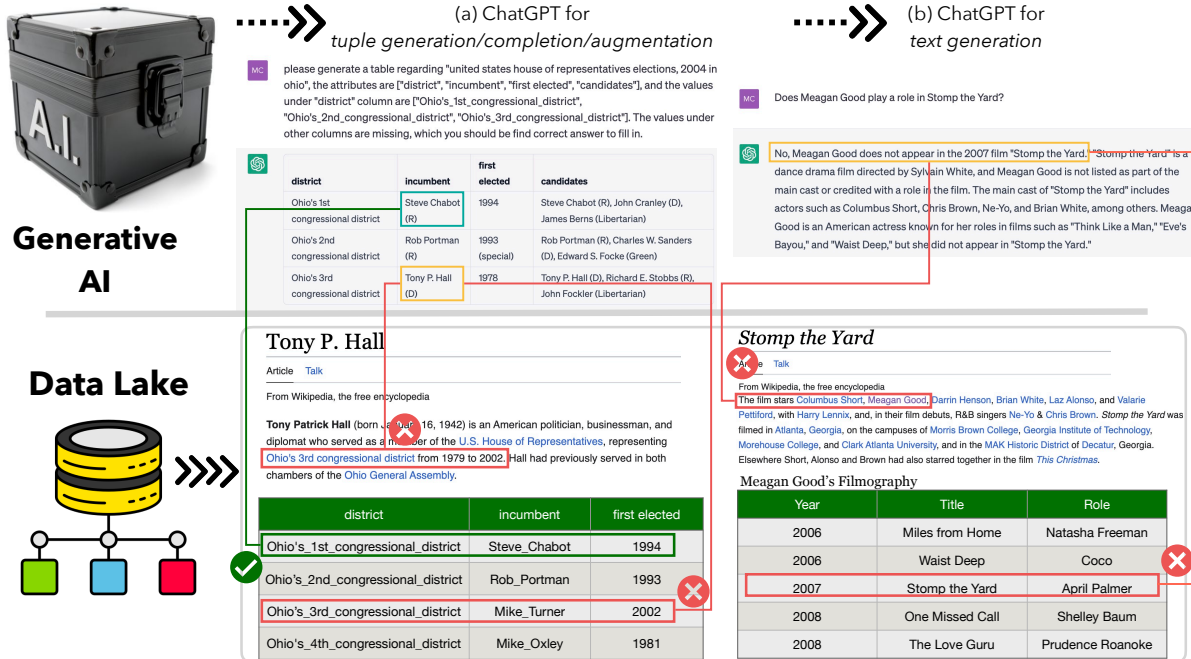 (a) ChatGPT for
tuple generation/completion/augmentation
(b) ChatGPT for
text generation
A.I.
Generative
AI
MC
please generate a table regarding "united states house of representatives elections, 2004 in
ohio", the attributes are ["district", "incumbent", "first elected", "candidates"], and the values
under "district" column are ["Ohio's_1st_congressional_district",
"Ohio's_2nd_congressional_district", "Ohio's_3rd_congressional_district"]. The values under
other columns are missing, which you should be find correct answer to fill in.
district incumbent first elected candidates
Ohio's 1st congressional district Steve Chabot (R) 1994 Steve Chabot (R), John Cranley (D), James Berns (Libertarian)
Ohio's 2nd congressional district Rob Portman (R) 1993 (special) Rob Portman (R), Charles W. Sanders (D), Edward S. Focke (Green)
Ohio's 3rd congressional district Tony P. Hall (D) 1978 Tony P. Hall (D), Richard E. Stobbs (R), John Fockler (Libertarian)
MC
Does Meagan Good play a role in Stomp the Yard?
No, Meagan Good does not appear in the 2007 film "Stomp the Yard." "Stomp the Yard" is a
dance drama film directed by Sylvain White, and Meagan Good is not listed as part of the
main cast or credited with a role in the film. The main cast of "Stomp the Yard" includes
actors such as Columbus Short, Chris Brown, Ne-Yo, and Brian White, among others. Meaga
Good is an American actress known for her roles in films such as "Think Like a Man," "Eve's
Bayou," and "Waist Deep," but she did not appear in "Stomp the Yard."
Data Lake
Tony P. Hall
Article Talk
From Wikipedia, the free encyclopedia
Tony Patrick Hall (born 16, 1942) is an American politician, businessman, and
diplomat who served as a member of the U.S. House of Representatives, representing
Ohio's 3rd congressional district from 1979 to 2002. Hall had previously served in both
chambers of the Ohio General Assembly.
district incumbent first elected
Ohio's_1st_congressional_district Steve_Chabot 1994
Ohio's_2nd_congressional_district Rob_Portman 1993
Ohio's_3rd_congressional_district Mike_Turner 2002
Ohio's_4th_congressional_district Mike_Oxley 1981
Stomp the Yard
Talk
From Wikipedia, the free encyclopedia
The film stars Columbus Short, Meagan Good, Darrin Henson, Brian White, Laz Alonso, and Valarie
Pettiford, with Harry Lennix, and, in their film debuts, R&B singers Ne-Yo & Chris Brown. Stomp the Yard was
filmed in Atlanta, Georgia, on the campuses of Morris Brown College, Georgia Institute of Technology,
Morehouse College, and Clark Atlanta University, and in the MAK Historic District of Decatur, Georgia.
Elsewhere Short, Alonso and Brown had also starred together in the film This Christmas.
Meagan Good's Filmography
Year Title Role
2006 Miles from Home Natasha Freeman
2006 Waist Deep Coco
2007 Stomp the Yard April Palmer
2008 One Missed Call Shelley Baum
2008 The Love Guru Prudence Roanoke